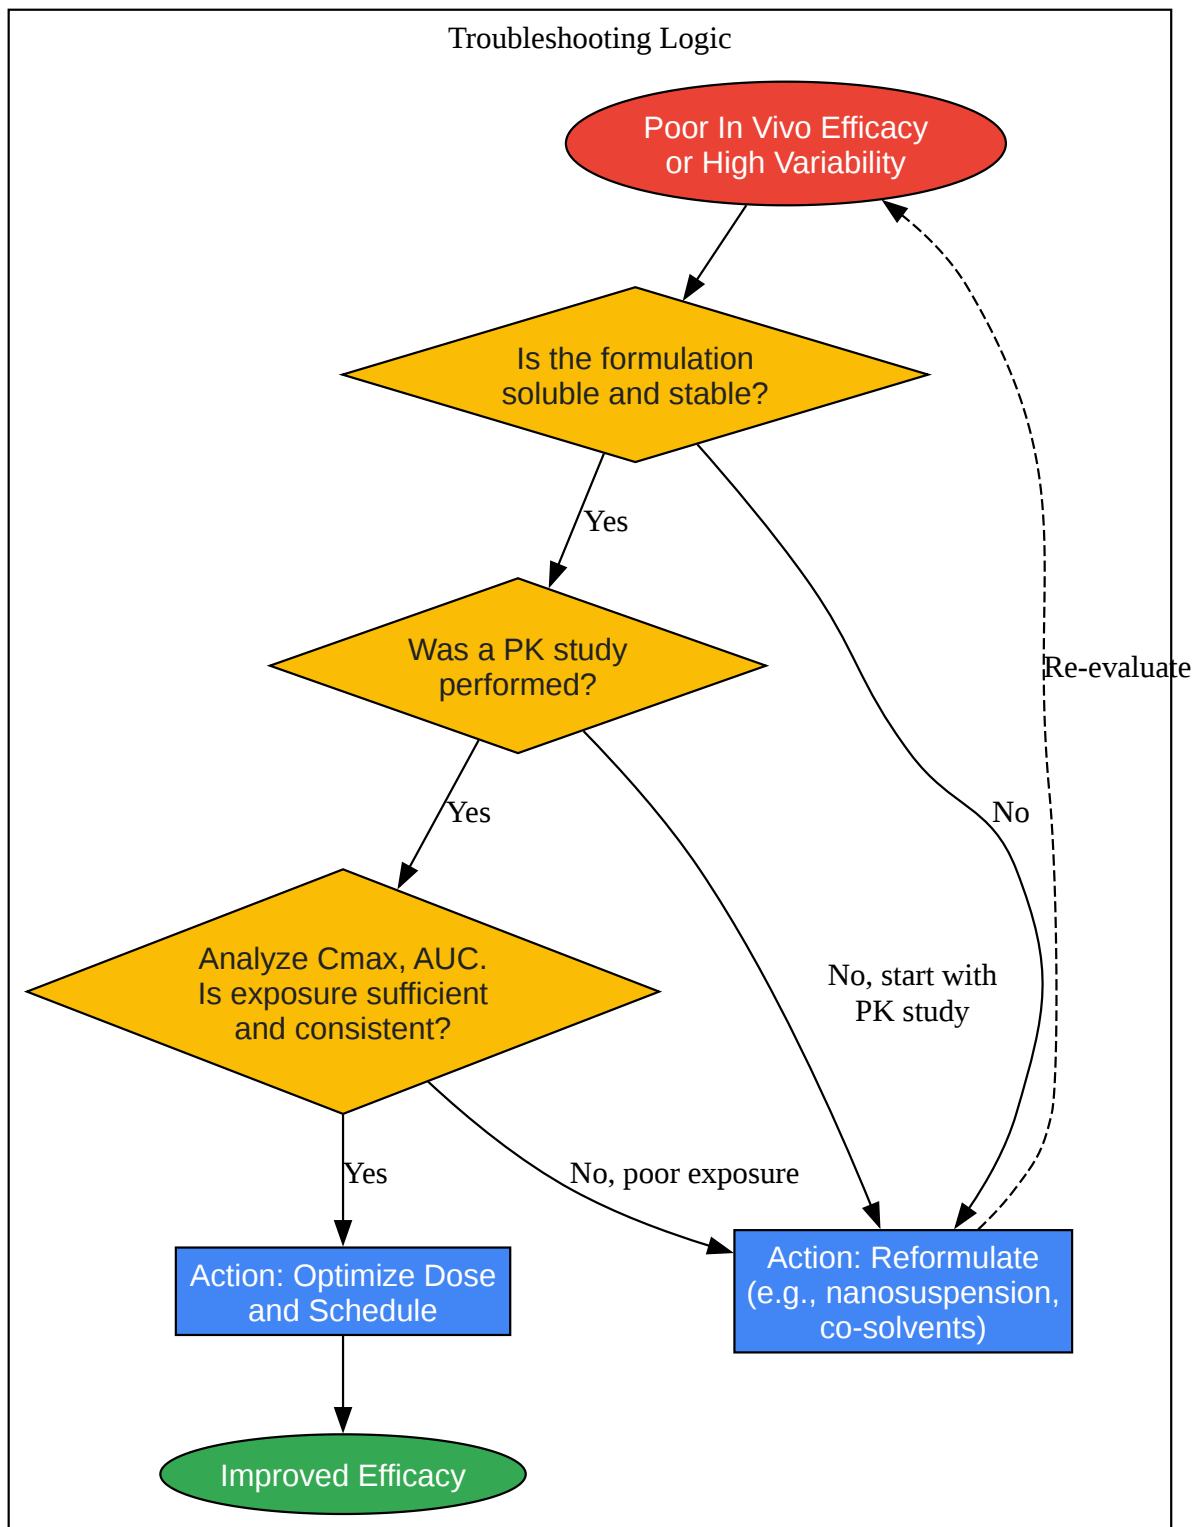 Troubleshooting Logic
Poor In Vivo Efficacy
or High Variability
Is the formulation
soluble and stable?
Yes
Was a PK study
performed?
Re-evaluate
Yes
No
Analyze Cmax, AUC.
Is exposure sufficient
and consistent?
No, start with
PK study
Yes
No, poor exposure
Action: Optimize Dose
and Schedule
Action: Reformulate
(e.g., nanosuspension,
co-solvents)
Improved Efficacy